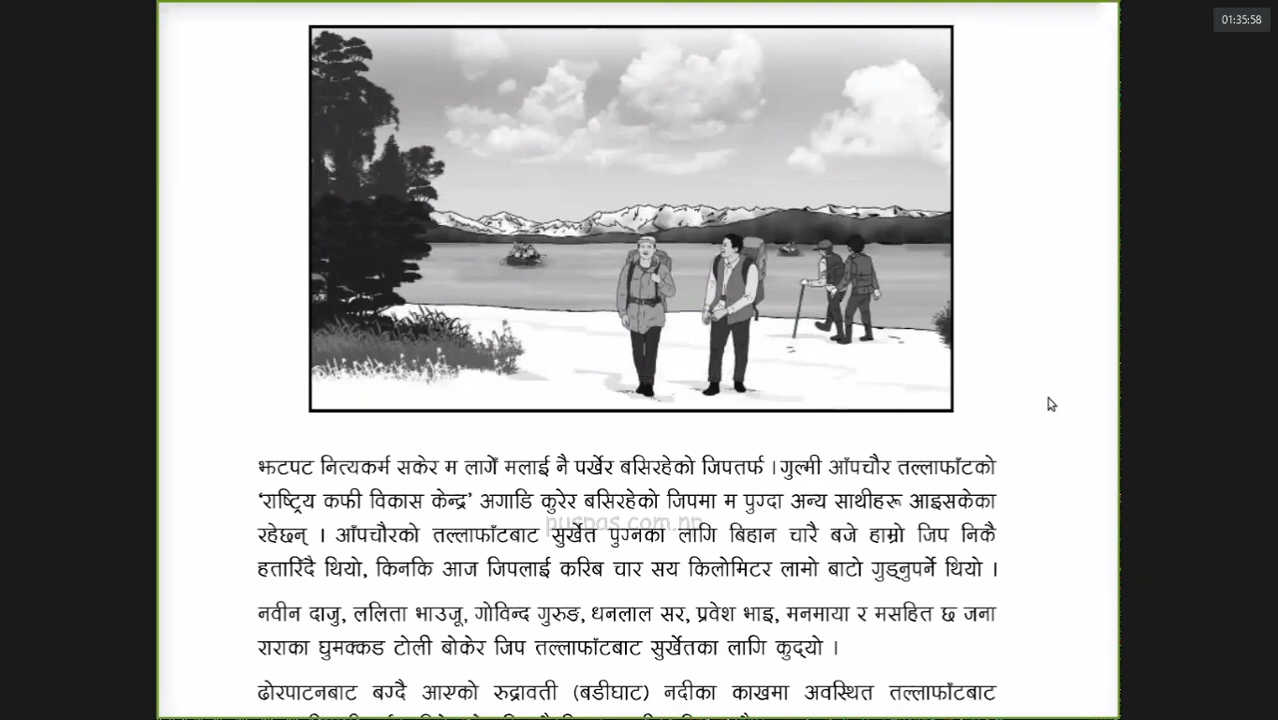 01:35:58
झटपट नित्यकर्म सकेर म लागेँ मलाई नै पर्खेर बसिरहेको जिपतर्फ । गुल्मी आँपचौर तल्लाफाँटको
‘राष्ट्रिय कफी विकास केन्द्र’ अगाडि कुरेर बसिरहेको जिपमा म पुग्दा अन्य साथीहरू आइसकेका
puspas.com.np
रहेछन् । आँपचौरको तल्लाफाँटबाट सुर्खेत पुग्नका लागि बिहान चारै बजे हाम्रो जिप निकै
हतारिँदै थियो, किनकि आज जिपलाई करिब चार सय किलोमिटर लामो बाटो गुड्नुपर्ने थियो ।
नवीन दाजु, ललिता भाउजू, गोविन्द गुरुङ, धनलाल सर, प्रवेश भाइ, मनमाया र मसहित छ जना
राराका घुमक्कड टोली बोकेर जिप तल्लाफाँटबाट सुर्खेतका लागि कुद्‌यो ।
ढोरपाटनबाट बग्दै आएको रुद्रावती (बडीघाट) नदीका काखमा अवस्थित तल्लाफाँटबाट